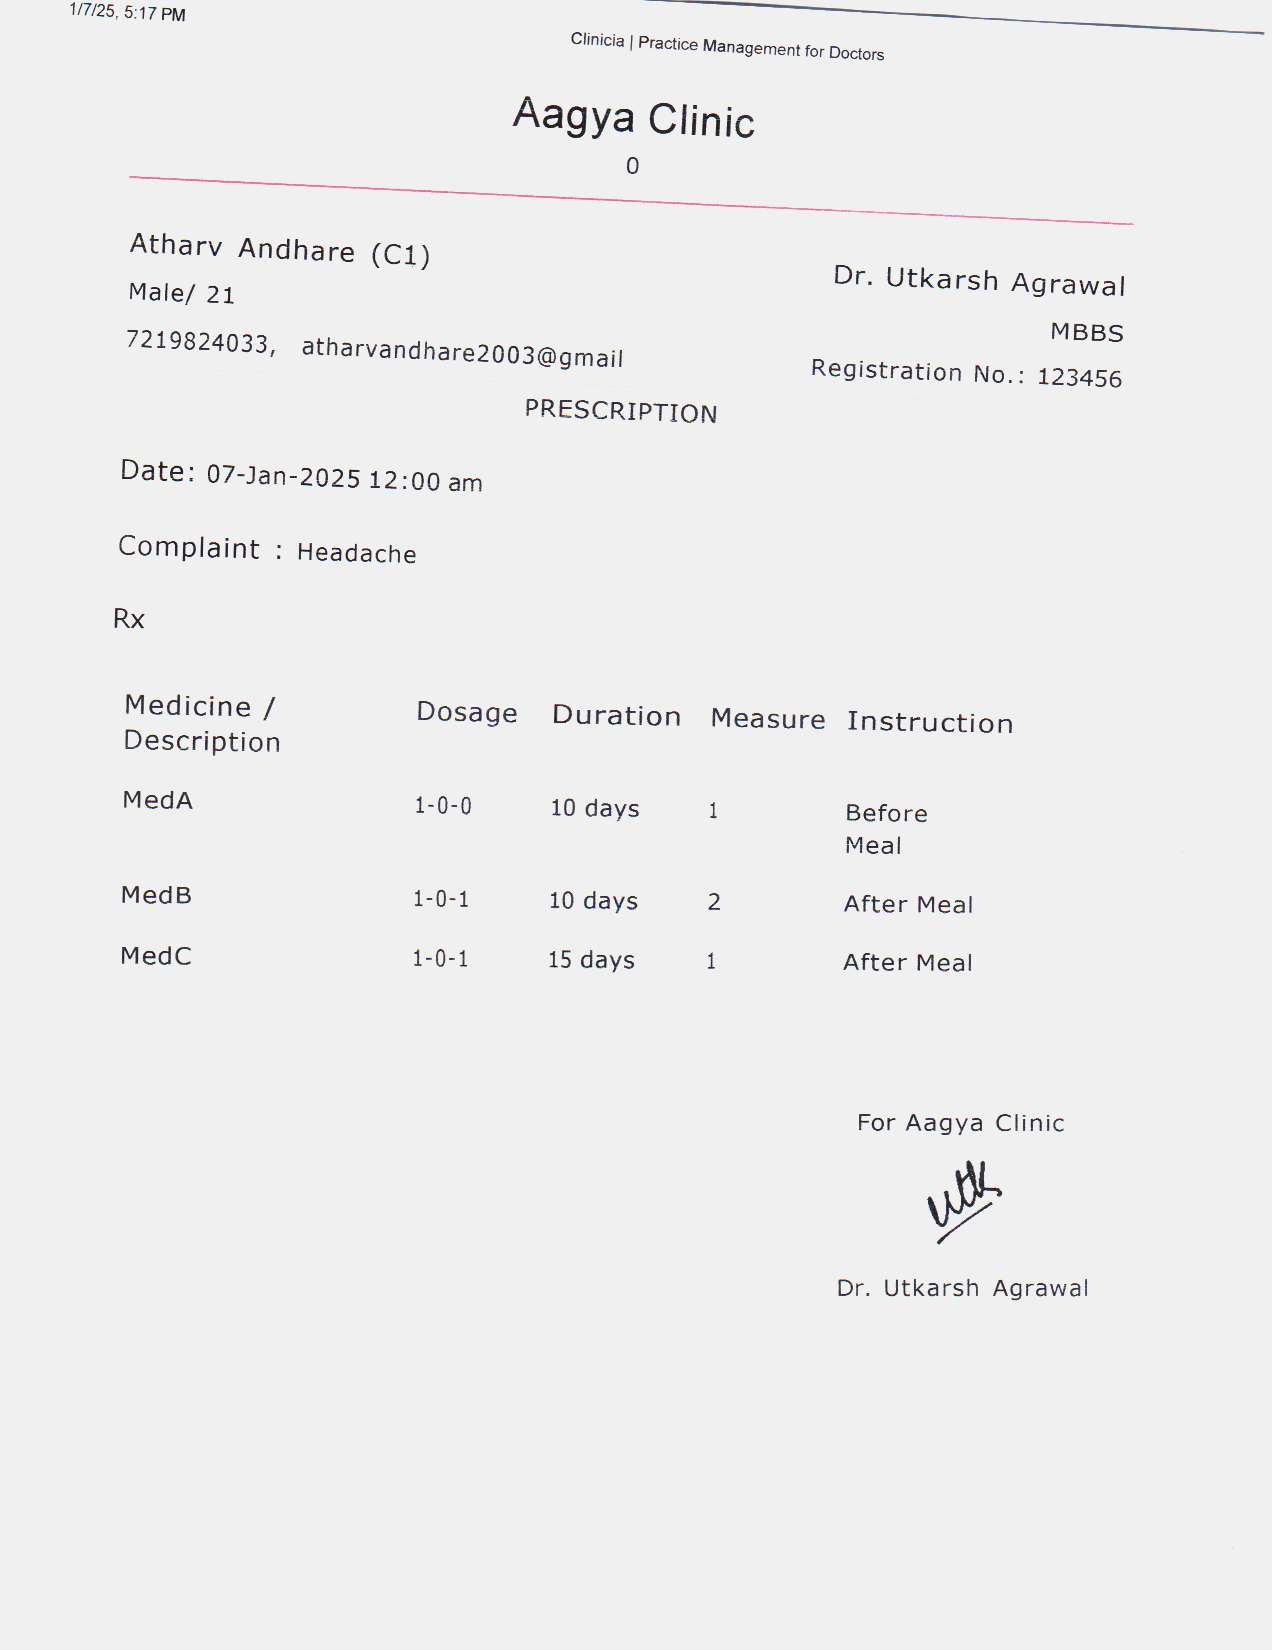 1/7/25, 5:17 PM
Clinicia | Practice Management for Doctors
Aagya Clinic
0
Atharv Andhare (C1)
Dr. Utkarsh Agrawal
Male/ 21
MBBS
7219824033, atharvandhare2003@gmail
Registration No.: 123456
PRESCRIPTION
Date: 07-Jan-2025 12:00 am
Complaint : Headache
Rx
Medicine / Dosage Duration Measure Instruction
Description
MedA 1-0-0 10 days 1 Before
Meal
MedB 1-0-1 10 days 2 After Meal
MedC 1-0-1 15 days 1 After Meal
For Aagya Clinic
utk
Dr. Utkarsh Agrawal